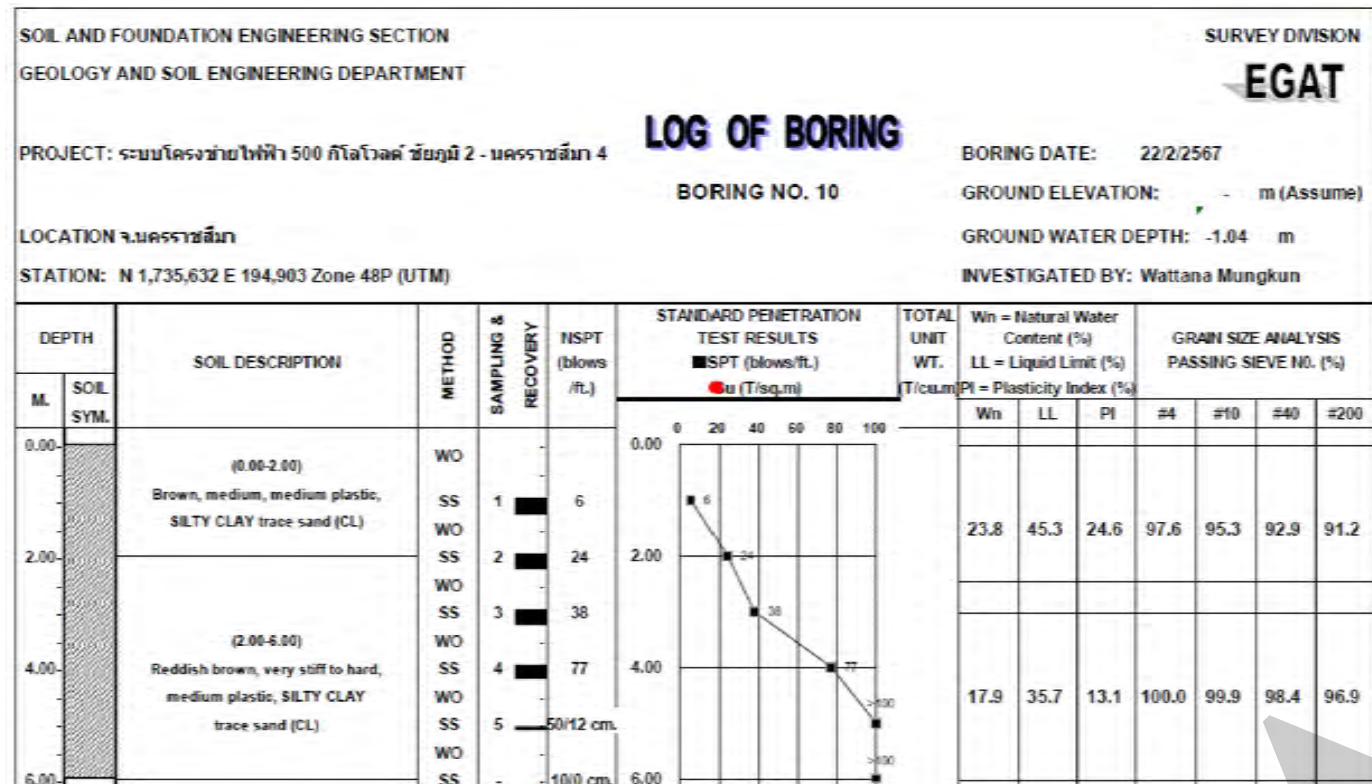 SOIL AND FOUNDATION ENGINEERING SECTION
SURVEY DIVISION
GEOLOGY AND SOIL ENGINEERING DEPARTMENT
EGAT
LOG OF BORING
PROJECT: ระบบโครงข่ายไฟฟ้า 500 กิโลโวลต์ ชัยภูมิ 2 - นครราชสีมา 4
BORING DATE: 22/2/2567
BORING NO. 10
GROUND ELEVATION: - m (Assume)
LOCATION จ.นครราชสีมา
GROUND WATER DEPTH: -1.04 m
STATION: N 1,735,632 E 194,903 Zone 48P (UTM)
INVESTIGATED BY: Wattana Mungkun
DEPTH
M.
SOIL
SYM.
SOIL DESCRIPTION
METHOD
SAMPLING &
RECOVERY
NSPT
(blows
/ft.)
STANDARD PENETRATION
TEST RESULTS
SPT (blows/ft.)
Su (T/sq.m)
TOTAL
UNIT
WT.
(T/cu.m)
Wn = Natural Water
Content (%)
LL = Liquid Limit (%)
PI = Plasticity Index (%)
GRAIN SIZE ANALYSIS
PASSING SIEVE N0. (%)
Wn LL PI #4 #10 #40 #200
0 20 40 60 80 100
0.00
2.00
4.00
6.00
(0.00-2.00)
Brown, medium, medium plastic,
SILTY CLAY trace sand (CL)
(2.00-6.00)
Reddish brown, very stiff to hard,
medium plastic, SILTY CLAY
trace sand (CL)
WO -
SS 1 6
WO -
SS 2 24
WO -
SS 3 38
WO -
SS 4 77
WO -
SS 5 50/12 cm.
WO -
SS - - 10/0 cm.
0.00
2.00
4.00
6.00
6
24
38
77
>100
>100
23.8 45.3 24.6 97.6 95.3 92.9 91.2
17.9 35.7 13.1 100.0 99.9 98.4 96.9